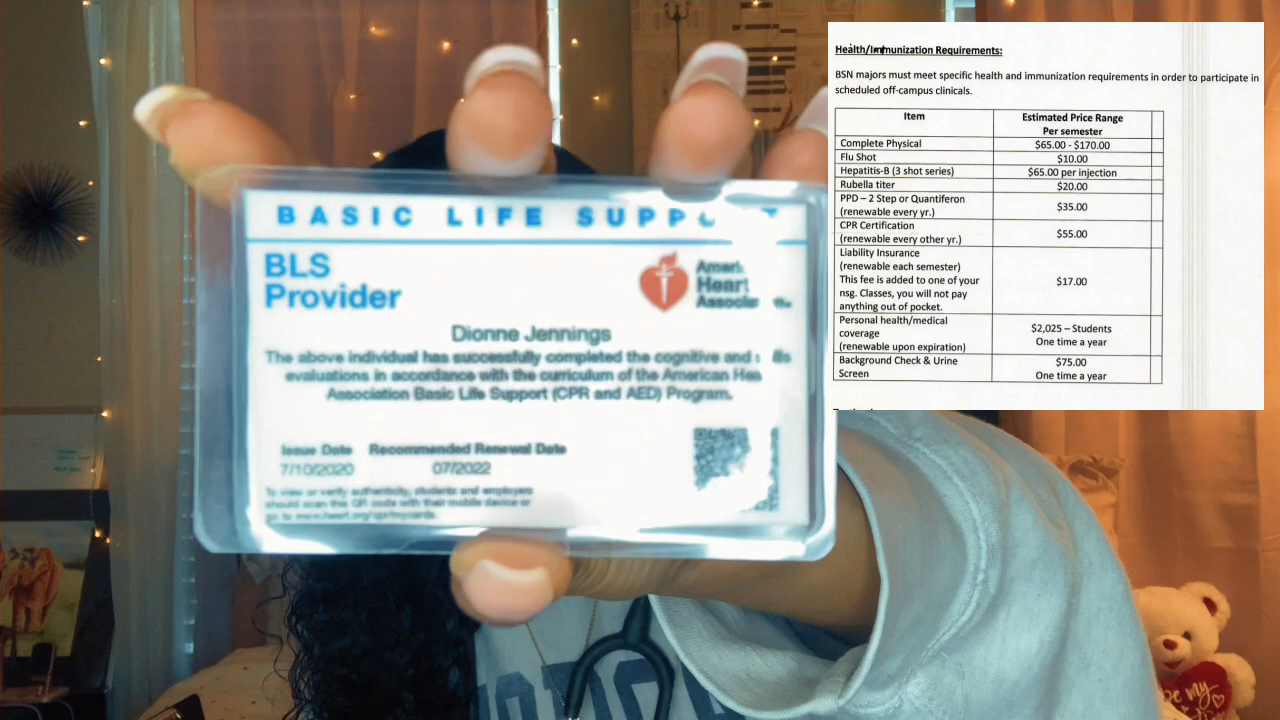 BASIC LIFE SUPP
BLS
Provider
Heart
Dionne Jennings
The above individual has successfully completed the cognitive and
evaluations in accordance with the curriculum of the American
Association Basic Life Support (CPR and AED) Program.
Issue Date Recommended Renewal Date
7/10/2020 07/2022
To view or verify authenticity, students and employers
should scan this QR code with their mobile device or
go to www.heart.org/cpr/mycards.
Health/Immunization Requirements:
BSN majors must meet specific health and immunization requirements in order to participate in
scheduled off-campus clinicals.
Item Estimated Price Range
Per semester
Complete Physical $65.00 - $170.00
Flu Shot $10.00
Hepatitis-B (3 shot series) $65.00 per injection
Rubella titer $20.00
PPD – 2 Step or Quantiferon
(renewable every yr.) $35.00
CPR Certification
(renewable every other yr.) $55.00
Liability Insurance
(renewable each semester)
This fee is added to one of your $17.00
nsg. Classes, you will not pay
anything out of pocket.
Personal health/medical
coverage $2,025 – Students
(renewable upon expiration) One time a year
Background Check & Urine $75.00
Screen One time a year
be my